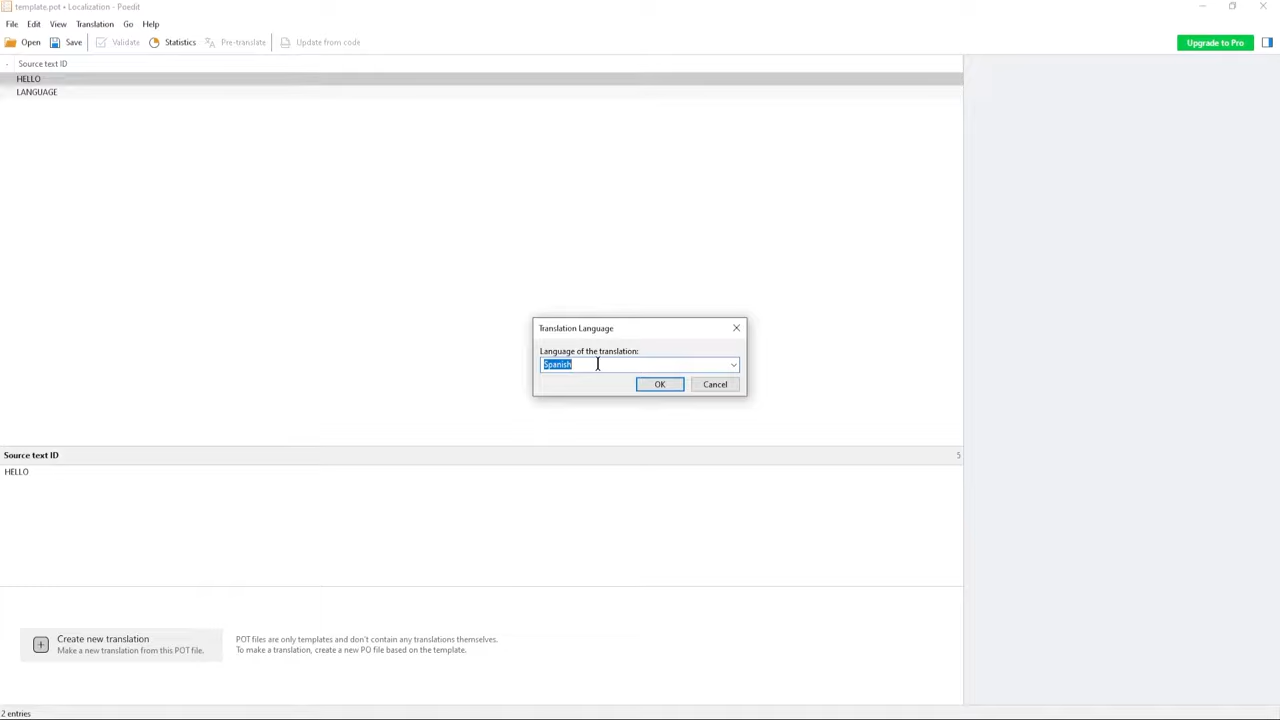 template.pot • Localization - Poedit
File Edit View Translation Go Help
Open Save Validate Statistics Pre-translate Update from code Upgrade to Pro
Source text ID
HELLO
LANGUAGE
Translation Language
Language of the translation:
Spanish
OK Cancel
Source text ID 5
HELLO
Create new translation
Make a new translation from this POT file.
POT files are only templates and don't contain any translations themselves.
To make a translation, create a new PO file based on the template.
2 entries